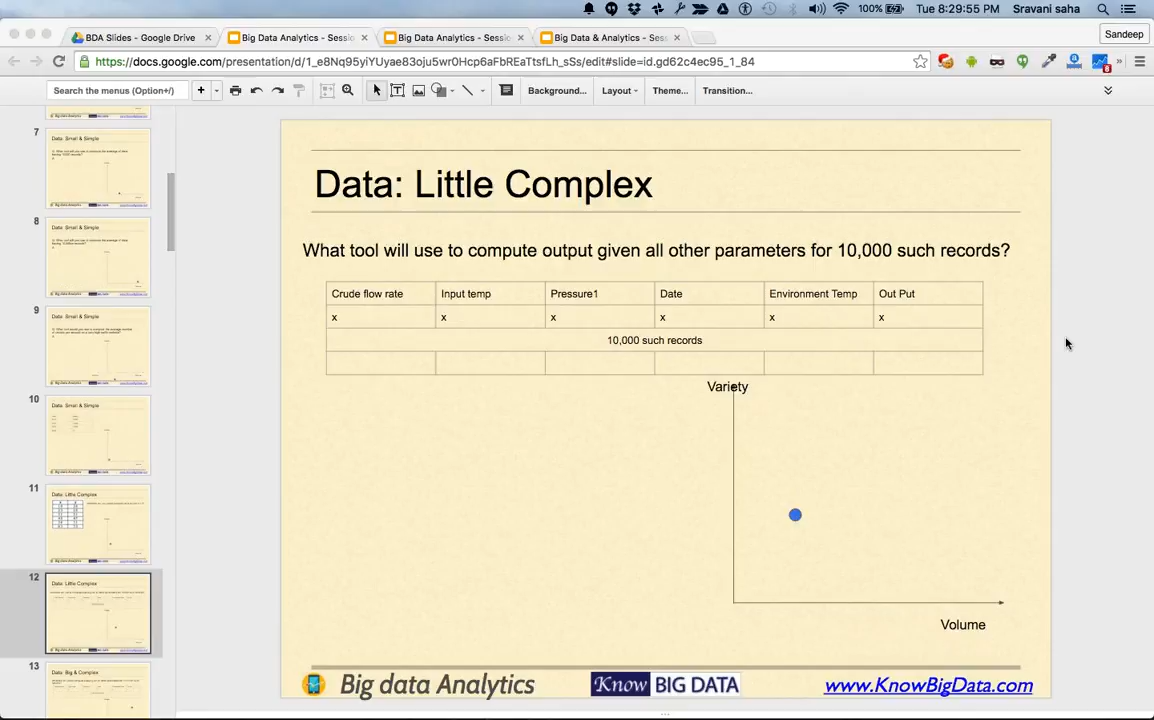 100%
Tue 8:29:55 PM
Sravani saha
BDA Slides - Google Drive
Big Data Analytics - Sessio
Big Data Analytics - Sessio
Big Data & Analytics - Sess
Sandeep
https://docs.google.com/presentation/d/1_e8Nq95yiYUyae83oju5wr0Hcp6aFbREaTtsfLh_sSs/edit#slide=id.gd62c4ec95_1_84
Search the menus (Option+/)
Background...
Layout
Theme...
Transition...
7
Data: Small & Simple
8
Data: Small & Simple
9
Data: Small & Simple
10
Data: Small & Simple
11
Data: Little Complex
12
Data: Little Complex
13
Data: Big & Complex
Data: Little Complex
What tool will use to compute output given all other parameters for 10,000 such records?
Crude flow rate Input temp Pressure1 Date Environment Temp Out Put
x x x x x x
10,000 such records
Variety
Volume
Big data Analytics
Know BIG DATA
www.KnowBigData.com